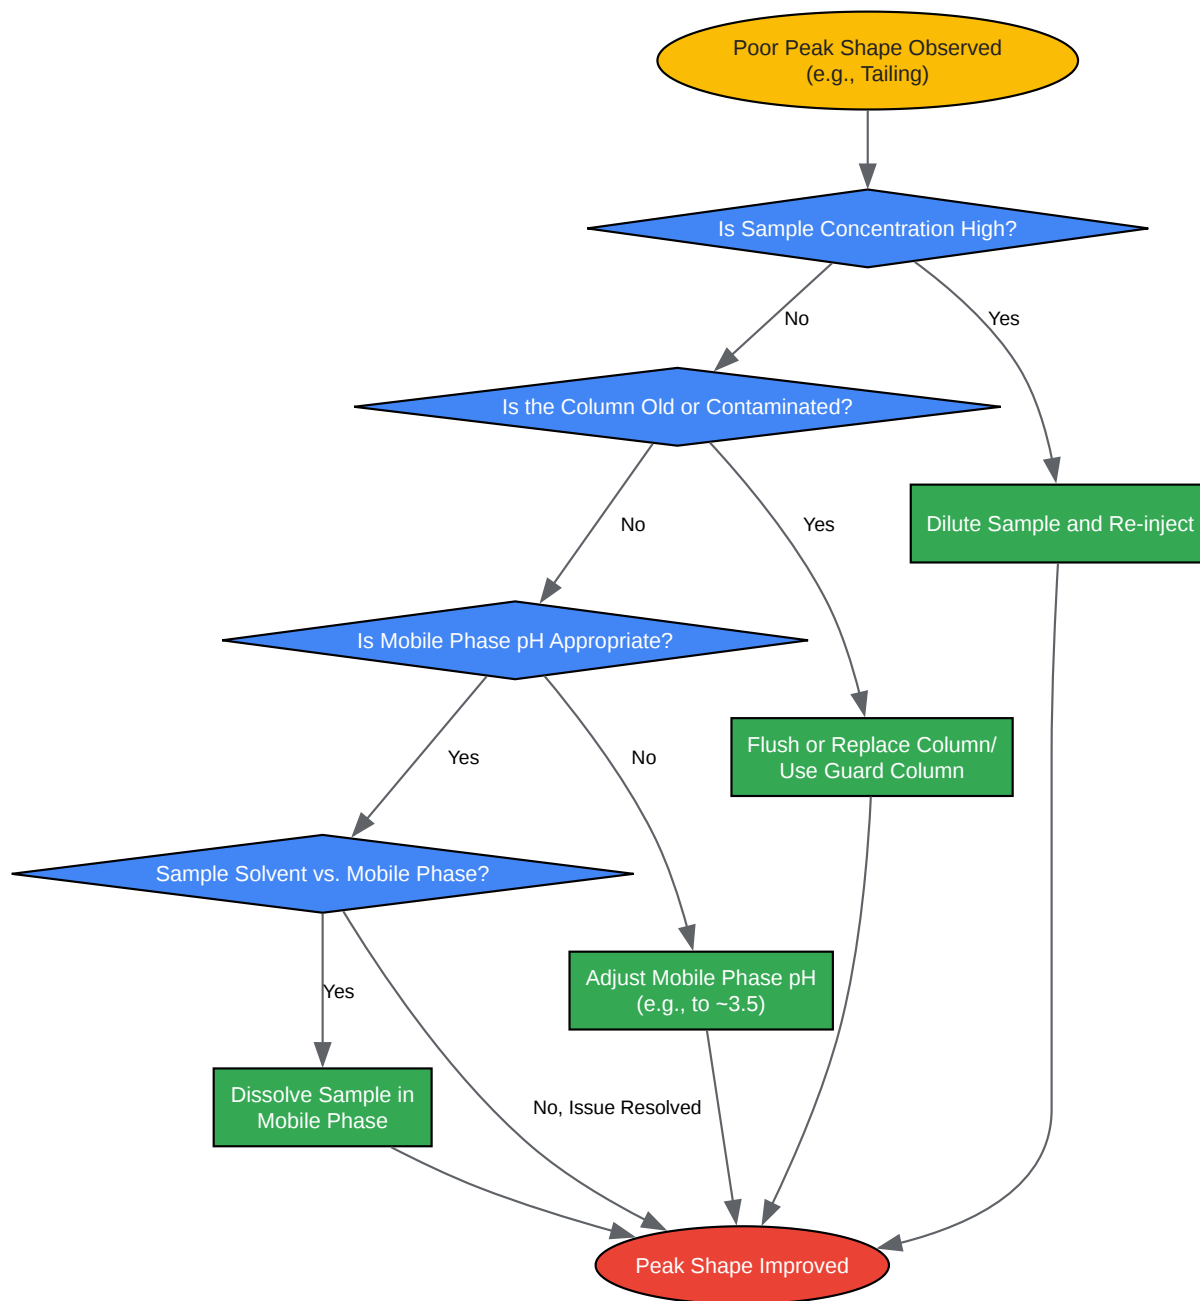 Poor Peak Shape Observed
(e.g., Tailing)
Is Sample Concentration High?
No
Yes
Is the Column Old or Contaminated?
Dilute Sample and Re-inject
No
Yes
Is Mobile Phase pH Appropriate?
Flush or Replace Column/
Use Guard Column
Yes
No
Sample Solvent vs. Mobile Phase?
Adjust Mobile Phase pH
(e.g., to ~3.5)
Yes
Dissolve Sample in
Mobile Phase
No, Issue Resolved
Peak Shape Improved